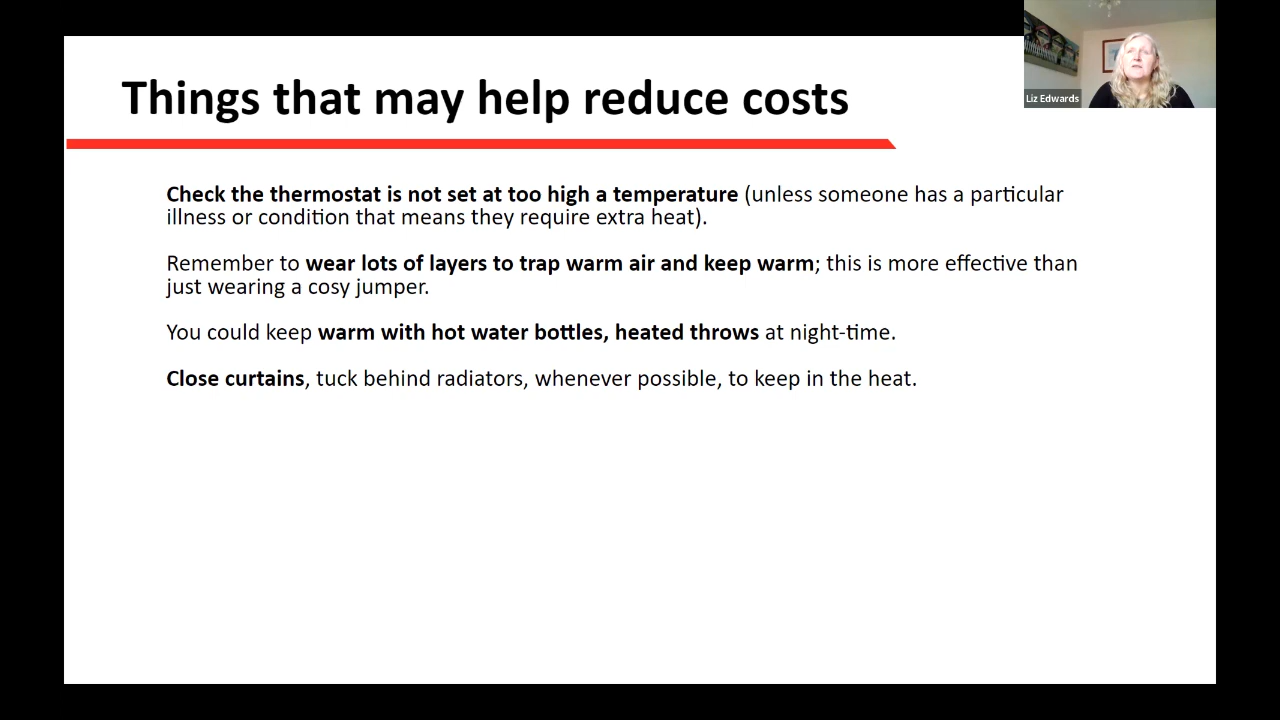 Things that may help reduce costs
Liz Edwards
Check the thermostat is not set at too high a temperature (unless someone has a particular
illness or condition that means they require extra heat).
Remember to wear lots of layers to trap warm air and keep warm; this is more effective than
just wearing a cosy jumper.
You could keep warm with hot water bottles, heated throws at night-time.
Close curtains, tuck behind radiators, whenever possible, to keep in the heat.